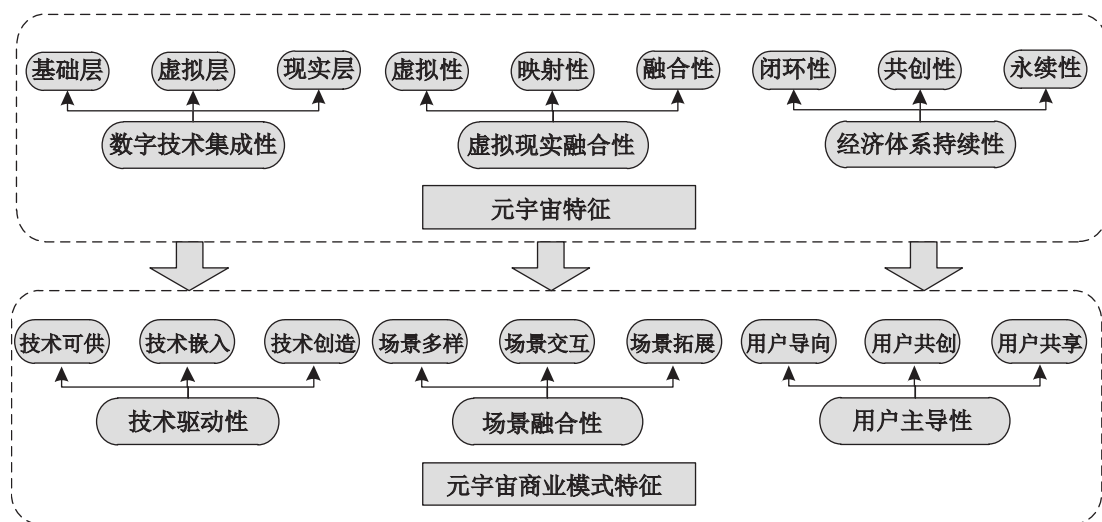 基础层
虚拟层
现实层
虚拟性
映射性
融合性
闭环性
共创性
永续性
数字技术集成性
虚拟现实融合性
经济体系持续性
元宇宙特征
技术可供
技术嵌入
技术创造
场景多样
场景交互
场景拓展
用户导向
用户共创
用户共享
技术驱动性
场景融合性
用户主导性
元宇宙商业模式特征